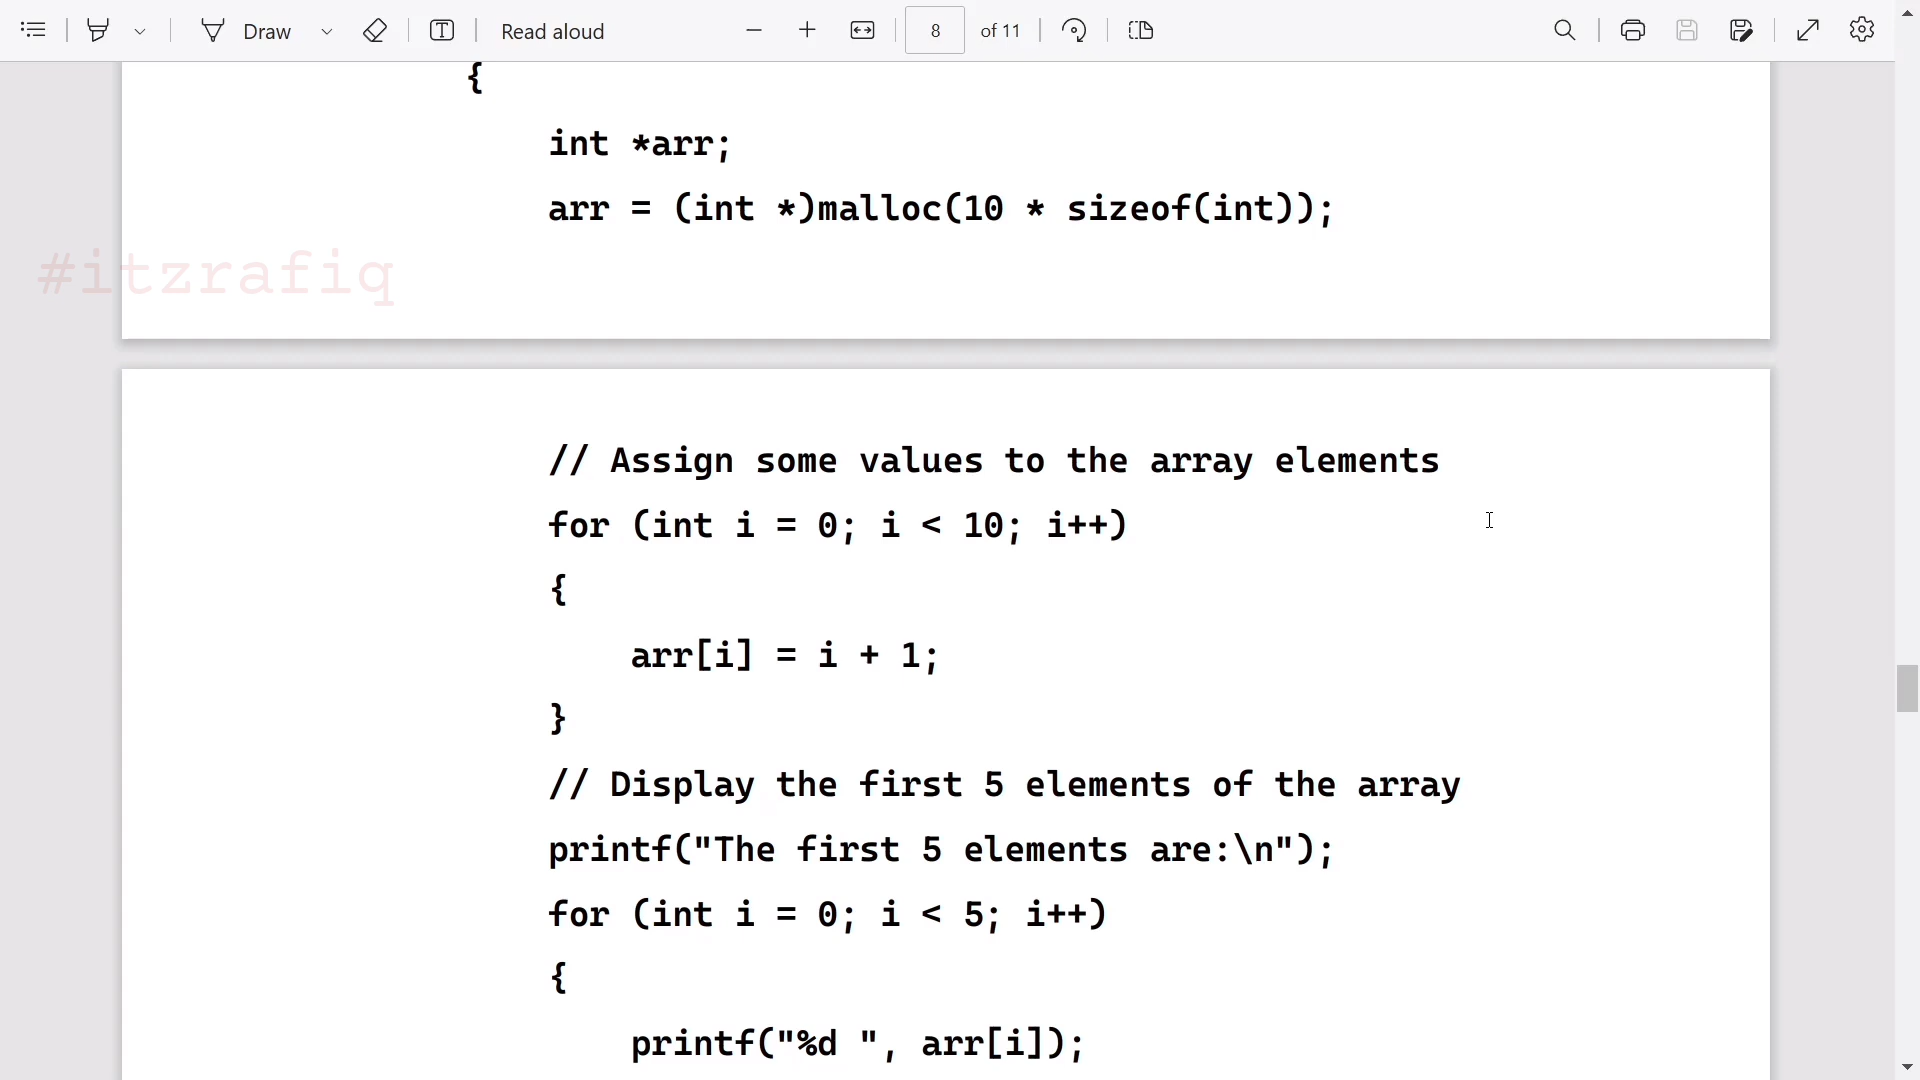 Draw
Read aloud
8 of 11
{
int *arr;
arr = (int *)malloc(10 * sizeof(int));
#itzrafiq
// Assign some values to the array elements
for (int i = 0; i < 10; i++)
{
arr[i] = i + 1;
}
// Display the first 5 elements of the array
printf("The first 5 elements are:\n");
for (int i = 0; i < 5; i++)
{
printf("%d ", arr[i]);